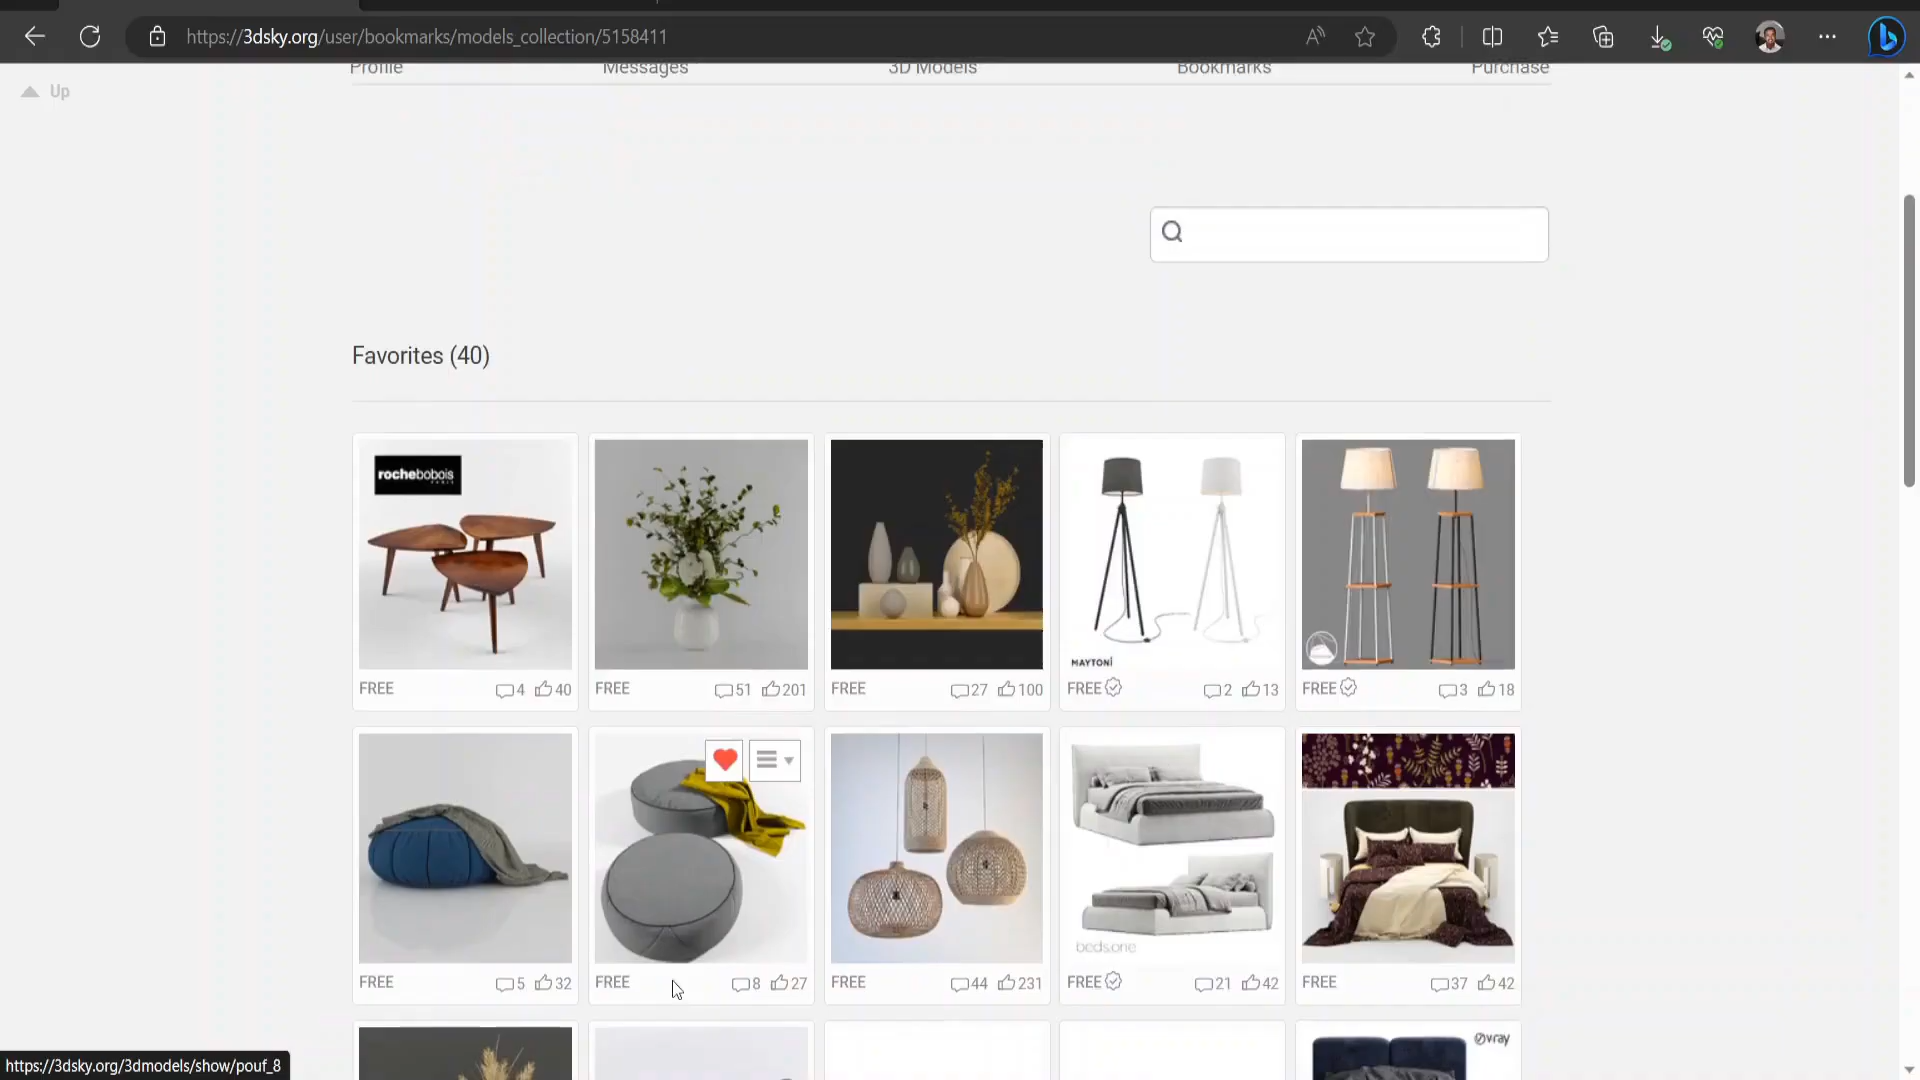 https://3dsky.org/user/bookmarks/models_collection/5158411
Profile Messages 3D Models Bookmarks Purchase
Up
Favorites (40)
rochebobois
MAYTONI
FREE 4 40
FREE 51 201
FREE 27 100
FREE 2 13
FREE 3 18
beds.one
FREE 5 32
FREE 8 27
FREE 44 231
FREE 21 42
FREE 37 42
vray
https://3dsky.org/3dmodels/show/pouf_8